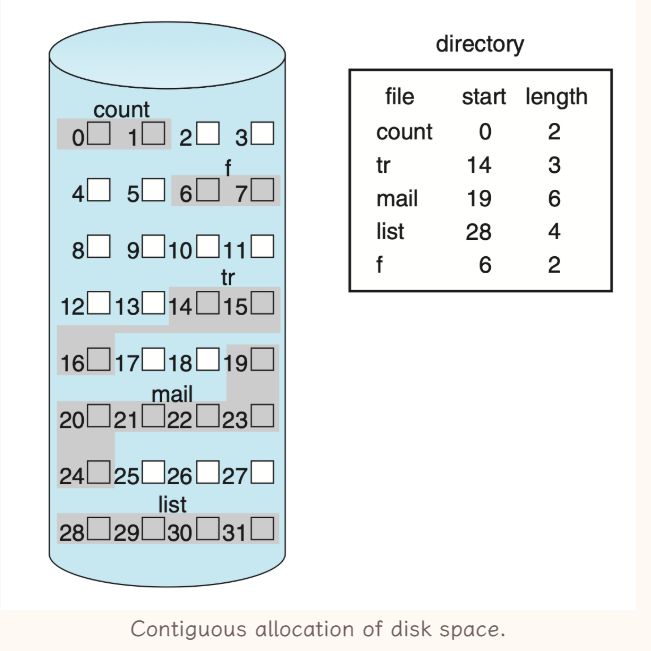 count
0 1 2 3
f
4 5 6 7
8 9 10 11
tr
12 13 14 15
16 17 18 19
mail
20 21 22 23
24 25 26 27
list
28 29 30 31
directory
file start length
count 0 2
tr 14 3
mail 19 6
list 28 4
f 6 2
Contiguous allocation of disk space.